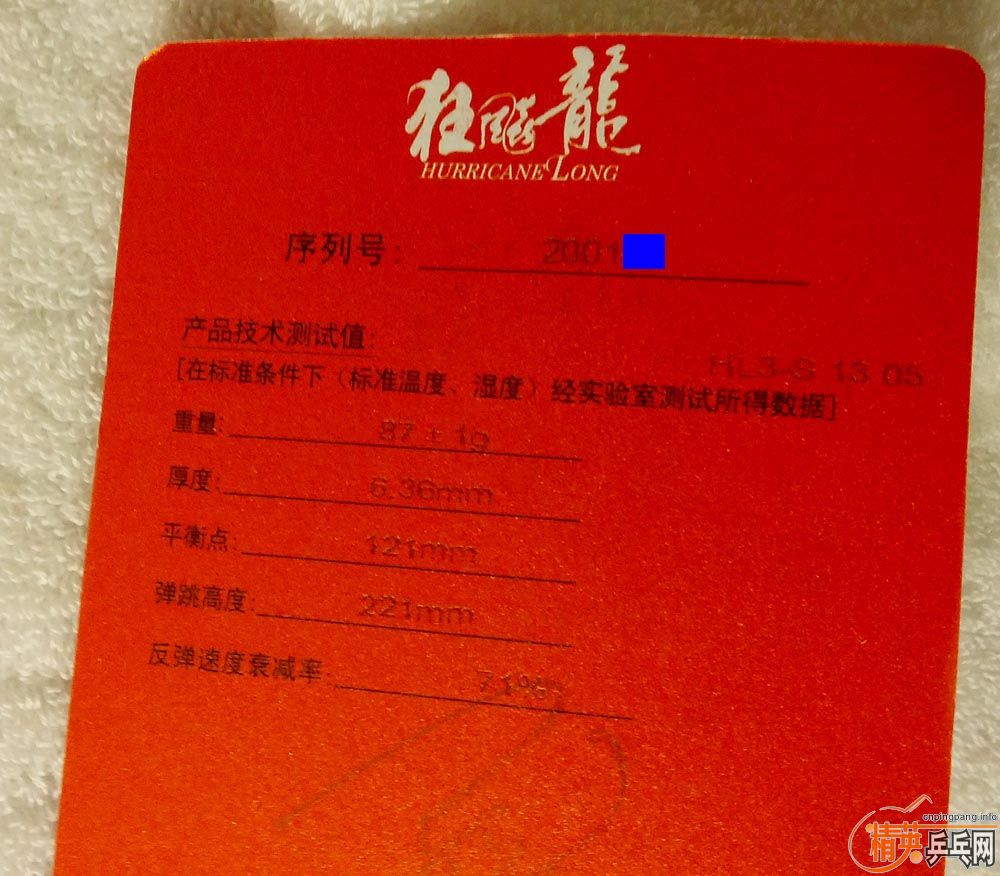 狂飚龍
HURRICANE LONG
序列号: 2001
产品技术测试值:
HL3-S 13 05
[在标准条件下（标准温度、湿度）经实验室测试所得数据]
重量: 87±1g
厚度: 6.36mm
平衡点: 121mm
弹跳高度: 221mm
反弹速度衰减率:
cnpingpang.info
精英乒乓网